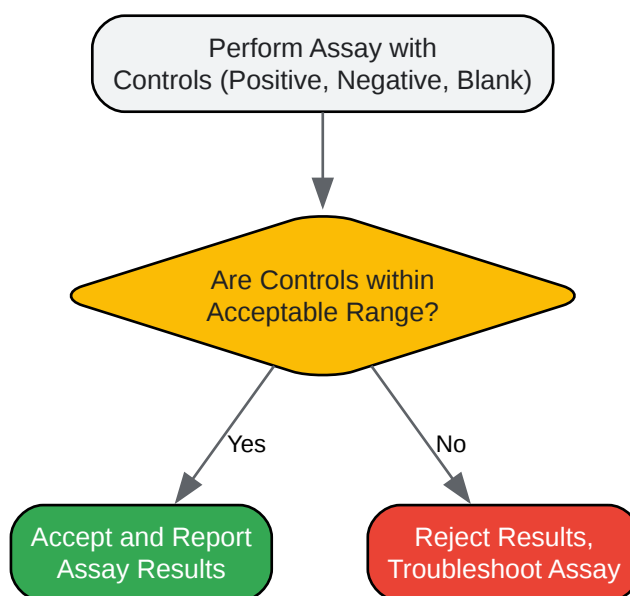 Perform Assay with
Controls (Positive, Negative, Blank)
Are Controls within
Acceptable Range?
Yes
No
Accept and Report
Assay Results
Reject Results,
Troubleshoot Assay